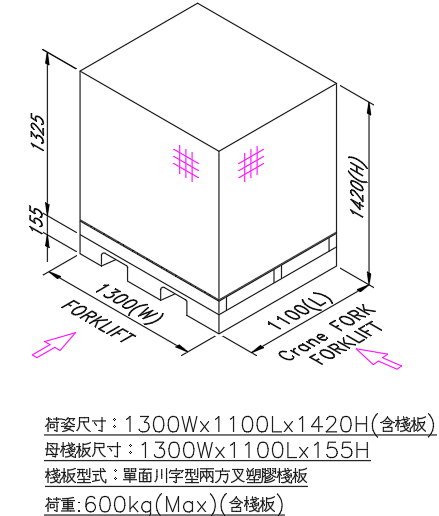 1325
155
1420(H)
1300(W)
FORKLIFT
1100(L)
Crane FORK
FORKLIFT
荷姿尺寸：1300Wx1100Lx1420H(含棧板)
母棧板尺寸：1300Wx1100Lx155H
棧板型式：單面川字型兩方叉塑膠棧板
荷重:600kg(Max)(含棧板)